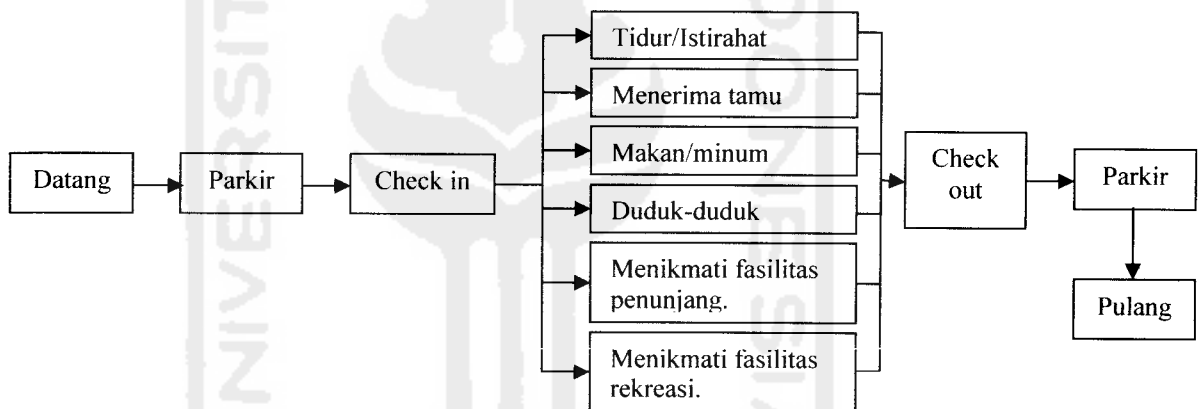 Datang
Parkir
Check in
Tidur/Istirahat
Menerima tamu
Makan/minum
Duduk-duduk
Menikmati fasilitas
penunjang.
Menikmati fasilitas
rekreasi.
Check
out
Parkir
Pulang